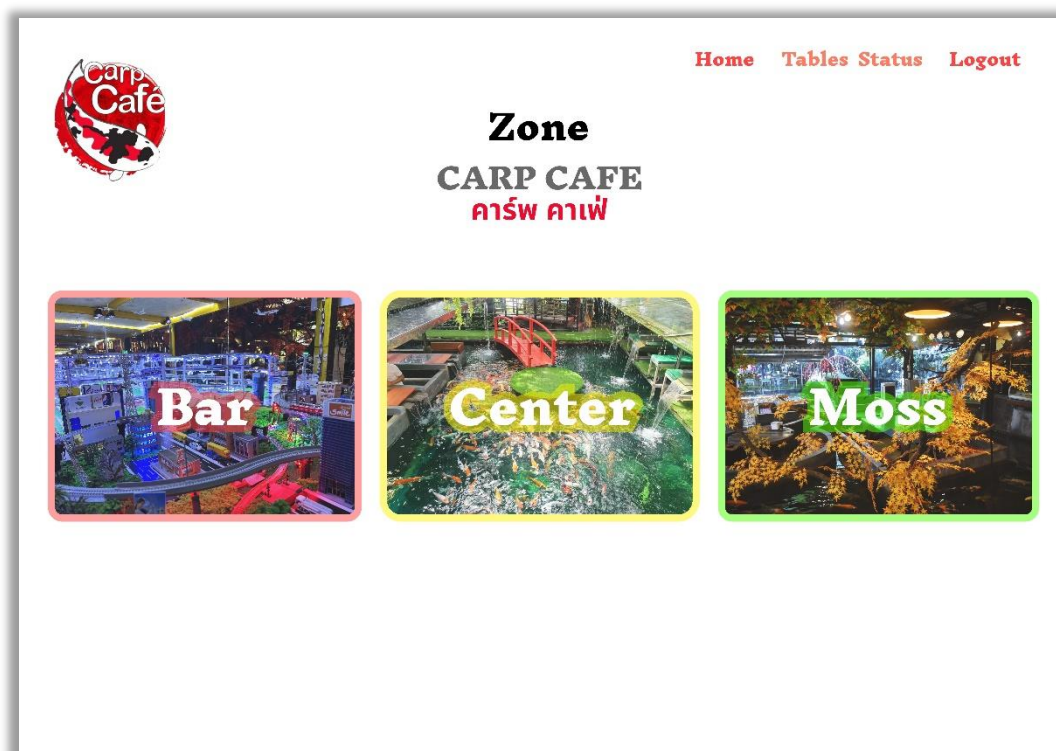 Carp
Café
Home Tables Status Logout
Zone
CARP CAFE
คาร์พ คาเฟ่
Bar
Smile
Center
Moss